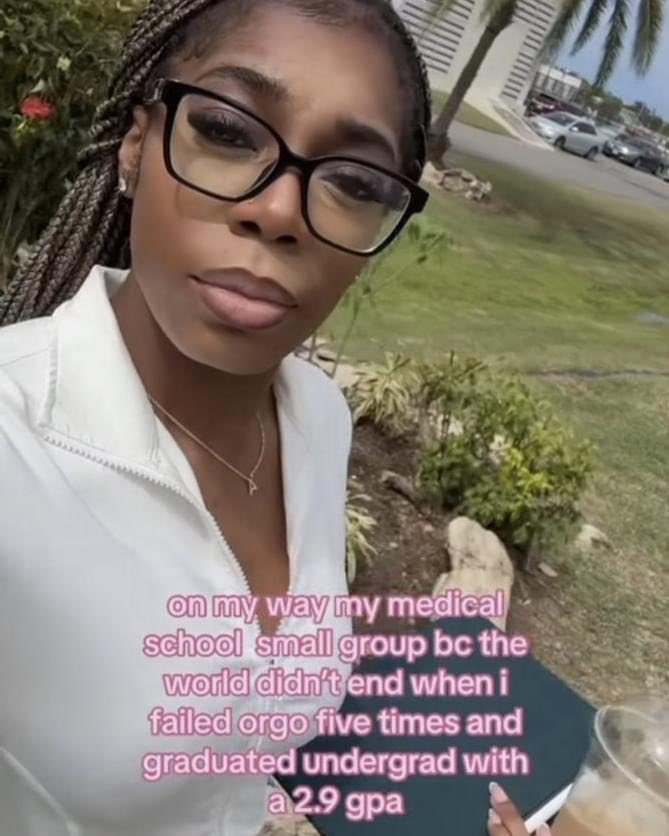 on my way my medical
school small group bc the
world didn't end when i
failed orgo five times and
graduated undergrad with
a 2.9 gpa